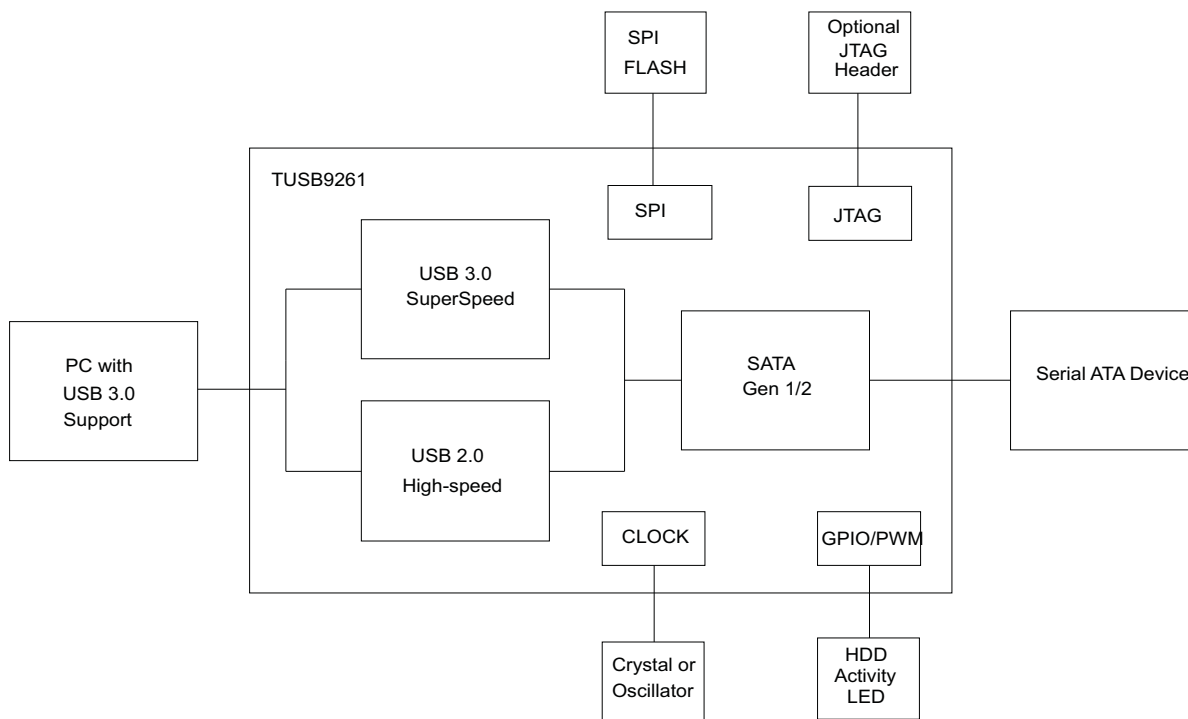 SPI
FLASH
Optional
JTAG
Header
TUSB9261
SPI
JTAG
USB 3.0
SuperSpeed
PC with
USB 3.0
Support
SATA
Gen 1/2
Serial ATA Device
USB 2.0
High-speed
CLOCK
GPIO/PWM
Crystal or
Oscillator
HDD
Activity
LED